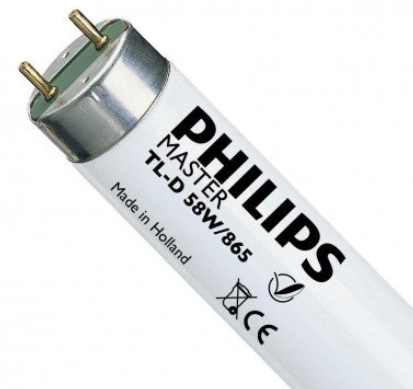 PHILIPS
MASTER
TL-D 58W/865
Made in Holland
CE